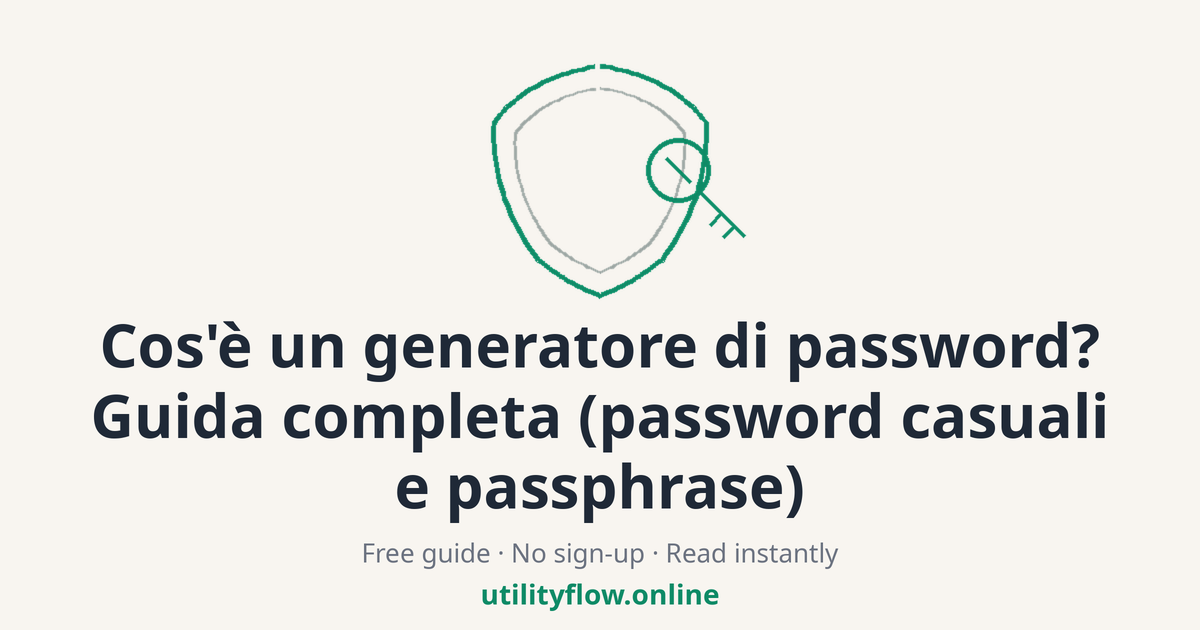 Cos'è un generatore di password?
Guida completa (password casuali
e passphrase)
Free guide · No sign-up · Read instantly
utilityflow.online